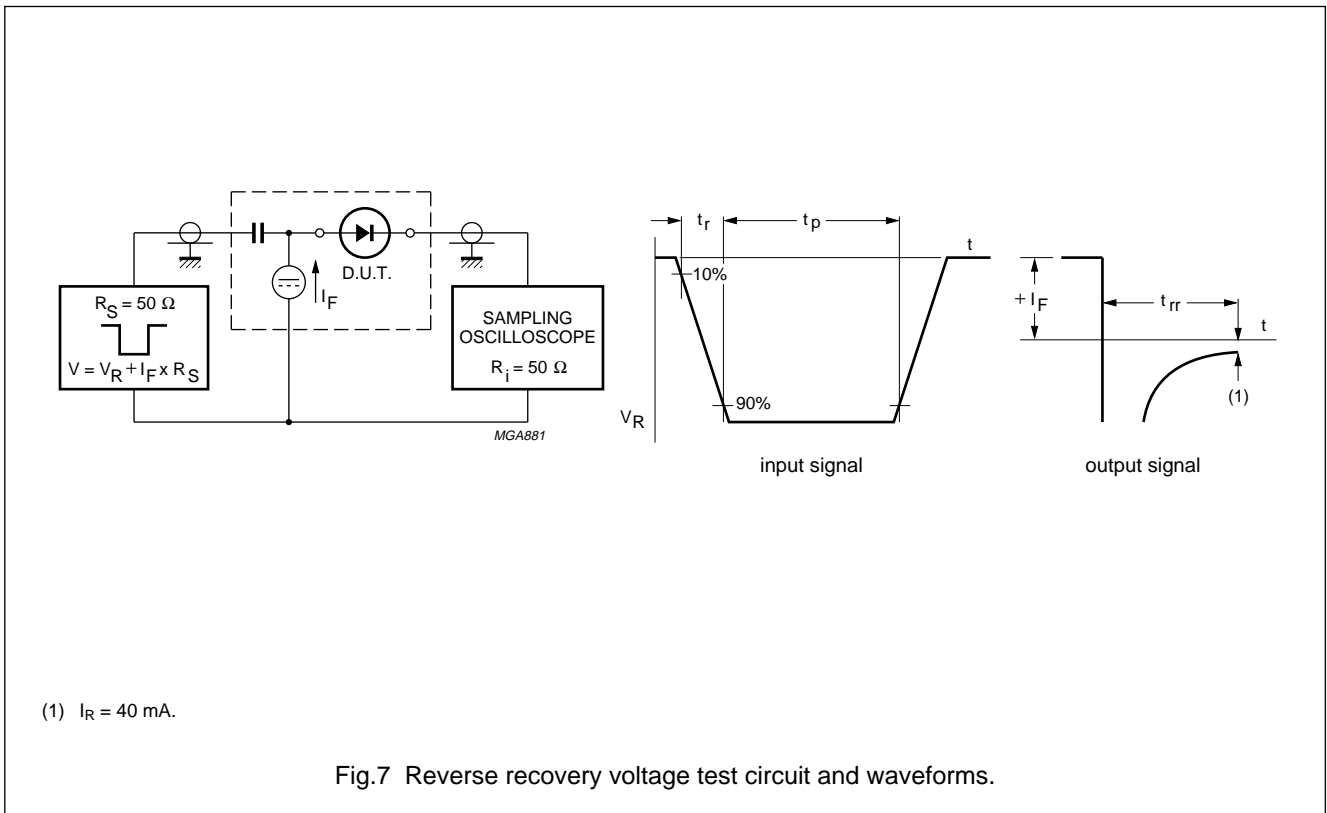 R_S = 50 Ω
V = V_R + I_F x R_S
I_F
D.U.T.
SAMPLING
OSCILLOSCOPE
R_i = 50 Ω
MGA881
t_r
t_p
t
10%
90%
V_R
input signal
+ I_F
t_rr
t
(1)
output signal
(1) I_R = 40 mA.
Fig.7 Reverse recovery voltage test circuit and waveforms.